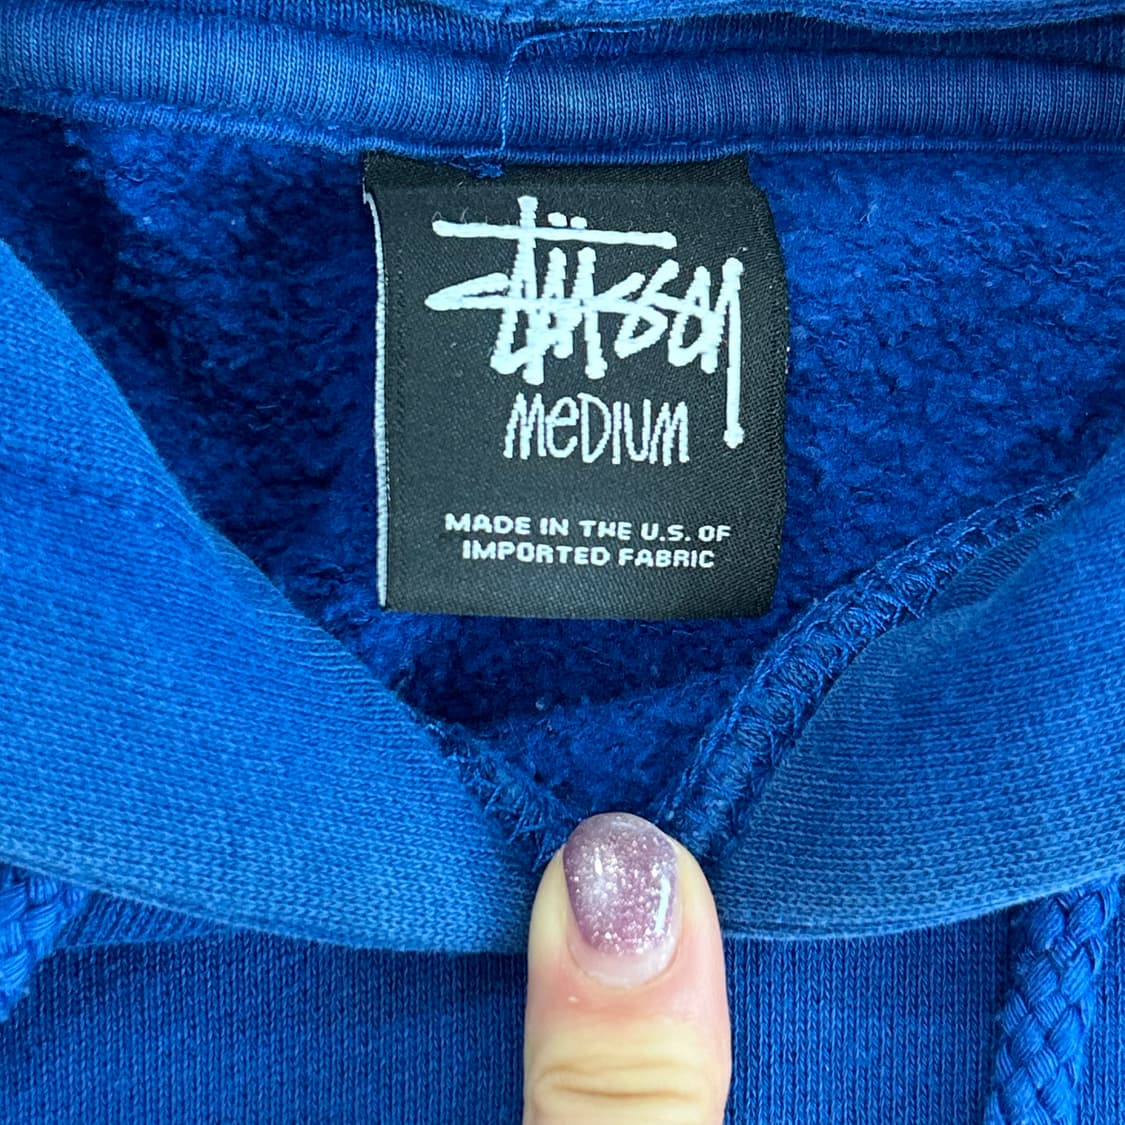 Stüssy
MEDIUM
MADE IN THE U.S. OF
IMPORTED FABRIC